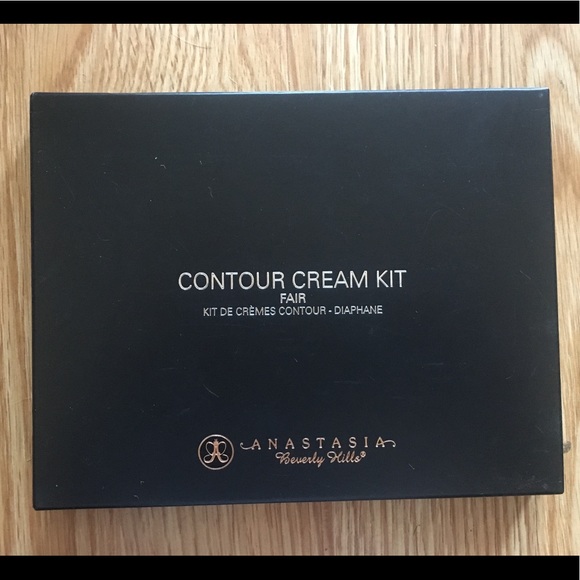 CONTOUR CREAM KIT
FAIR
KIT DE CRÈMES CONTOUR - DIAPHANE
ANASTASIA
Beverly Hills®